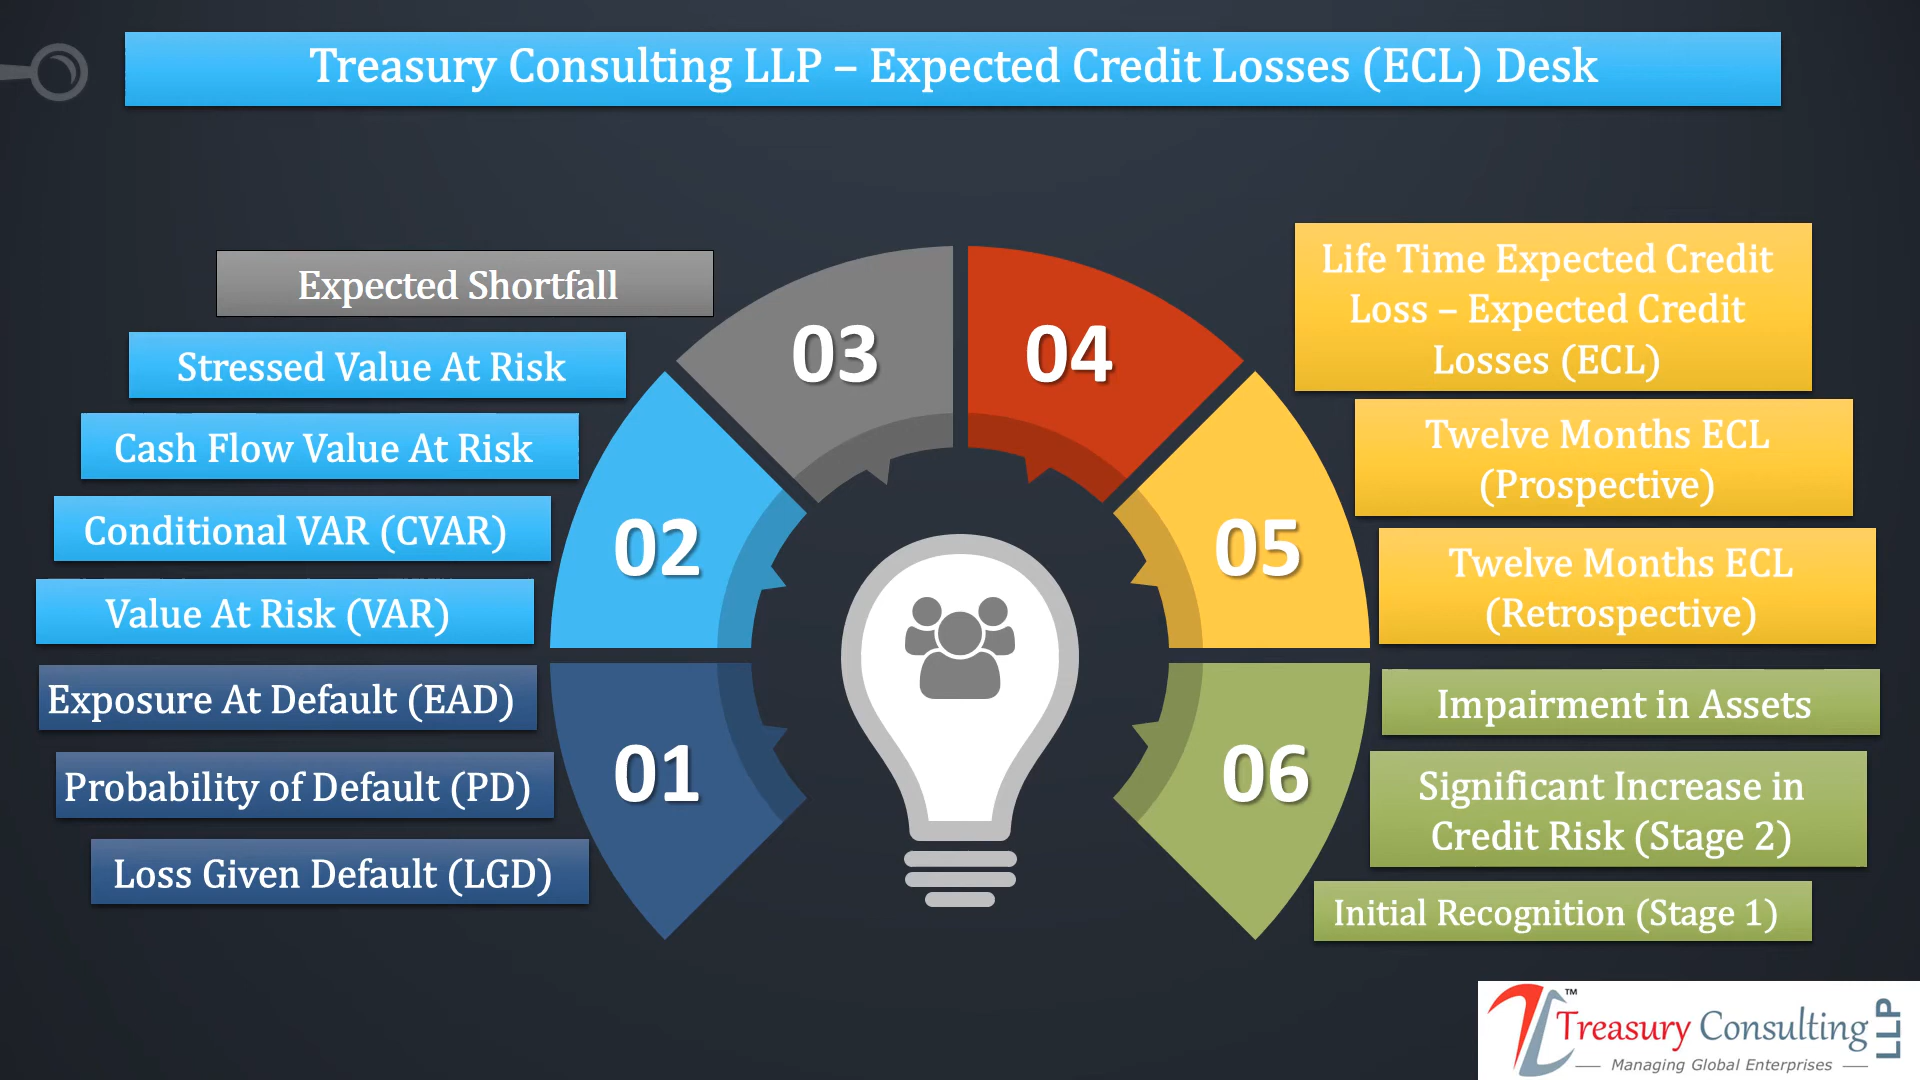 Treasury Consulting LLP – Expected Credit Losses (ECL) Desk
Expected Shortfall
Stressed Value At Risk
Cash Flow Value At Risk
Conditional VAR (CVAR)
Value At Risk (VAR)
Exposure At Default (EAD)
Probability of Default (PD)
Loss Given Default (LGD)
01
02
03
04
05
06
Life Time Expected Credit
Loss – Expected Credit
Losses (ECL)
Twelve Months ECL
(Prospective)
Twelve Months ECL
(Retrospective)
Impairment in Assets
Significant Increase in
Credit Risk (Stage 2)
Initial Recognition (Stage 1)
™
Treasury Consulting
LLP
Managing Global Enterprises